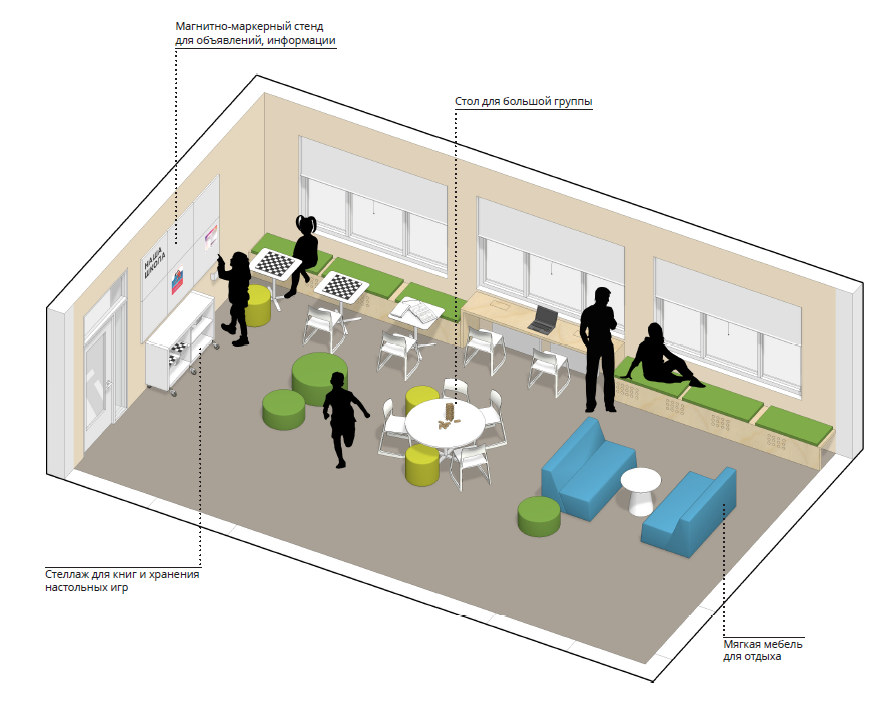 Магнитно-маркерный стенд
для объявлений, информации
Стол для большой группы
НАША
ШКОЛА
Стеллаж для книг и хранения
настольных игр
Мягкая мебель
для отдыха